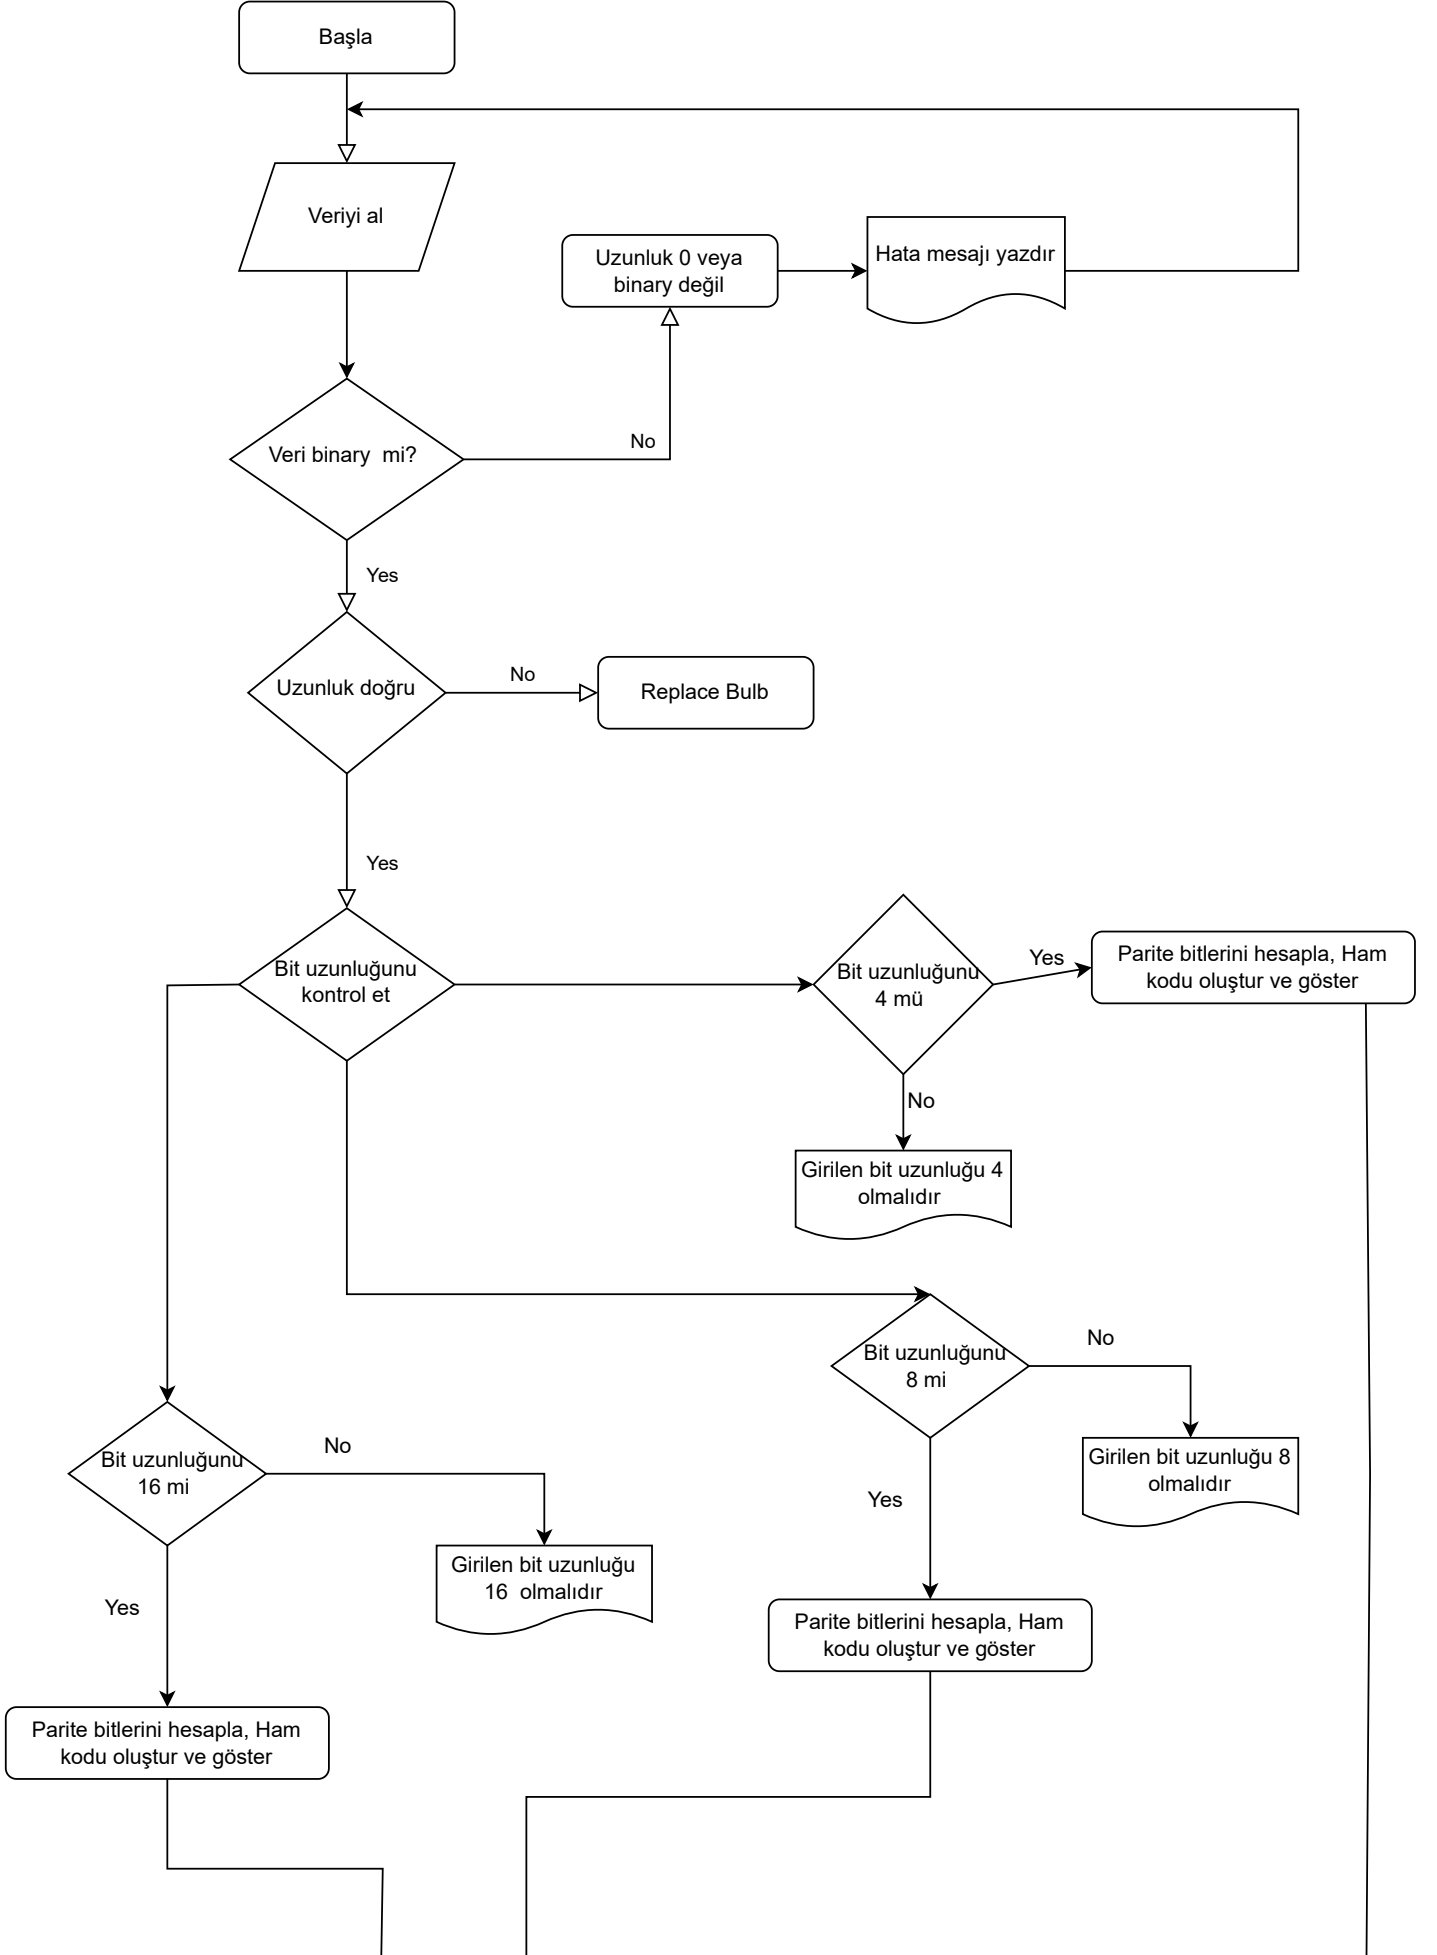 Başla
Veriyi al
Uzunluk 0 veya
binary değil
Hata mesajı yazdır
Veri binary  mi?
No
Yes
Uzunluk doğru
No
Replace Bulb
Yes
Bit uzunluğunu
kontrol et
Bit uzunluğunu
4 mü
Yes
Parite bitlerini hesapla, Ham
kodu oluştur ve göster
No
Girilen bit uzunluğu 4
olmalıdır
Bit uzunluğunu
8 mi
No
Girilen bit uzunluğu 8
olmalıdır
Yes
Bit uzunluğunu
16 mi
No
Girilen bit uzunluğu
16  olmalıdır
Yes
Parite bitlerini hesapla, Ham
kodu oluştur ve göster
Parite bitlerini hesapla, Ham
kodu oluştur ve göster